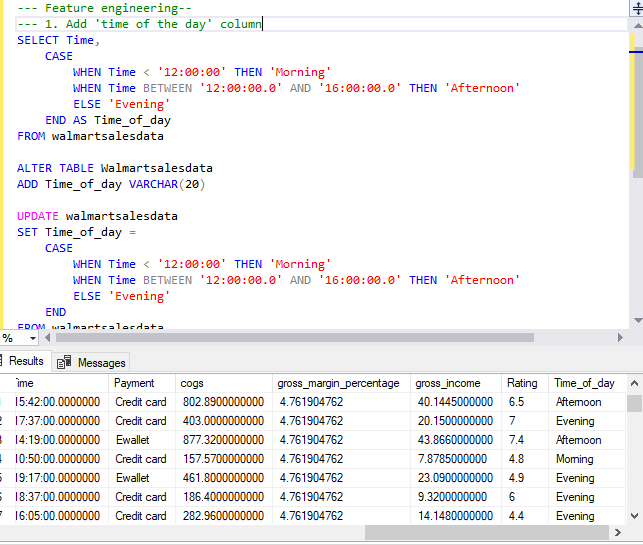 --- Feature engineering--
--- 1. Add 'time of the day' column
SELECT Time,
CASE
WHEN Time < '12:00:00' THEN 'Morning'
WHEN Time BETWEEN '12:00:00.0' AND '16:00:00.0' THEN 'Afternoon'
ELSE 'Evening'
END AS Time_of_day
FROM walmartsalesdata
ALTER TABLE Walmartsalesdata
ADD Time_of_day VARCHAR(20)
UPDATE walmartsalesdata
SET Time_of_day =
CASE
WHEN Time < '12:00:00' THEN 'Morning'
WHEN Time BETWEEN '12:00:00.0' AND '16:00:00.0' THEN 'Afternoon'
ELSE 'Evening'
END
FROM walmartsalesdata
%
Results Messages
Payment cogs gross_margin_percentage gross_income Rating Time_of_day
5:42:00.0000000 Credit card 802.8900000000 4.761904762 40.1445000000 6.5 Afternoon
7:37:00.0000000 Credit card 403.0000000000 4.761904762 20.1500000000 7 Evening
4:19:00.0000000 Ewallet 877.3200000000 4.761904762 43.8660000000 7.4 Afternoon
0:50:00.0000000 Credit card 157.5700000000 4.761904762 7.8785000000 4.8 Morning
9:17:00.0000000 Ewallet 461.8000000000 4.761904762 23.0900000000 4.9 Evening
8:37:00.0000000 Credit card 186.4000000000 4.761904762 9.3200000000 6 Evening
6:05:00.0000000 Credit card 282.9600000000 4.761904762 14.1480000000 4.4 Evening